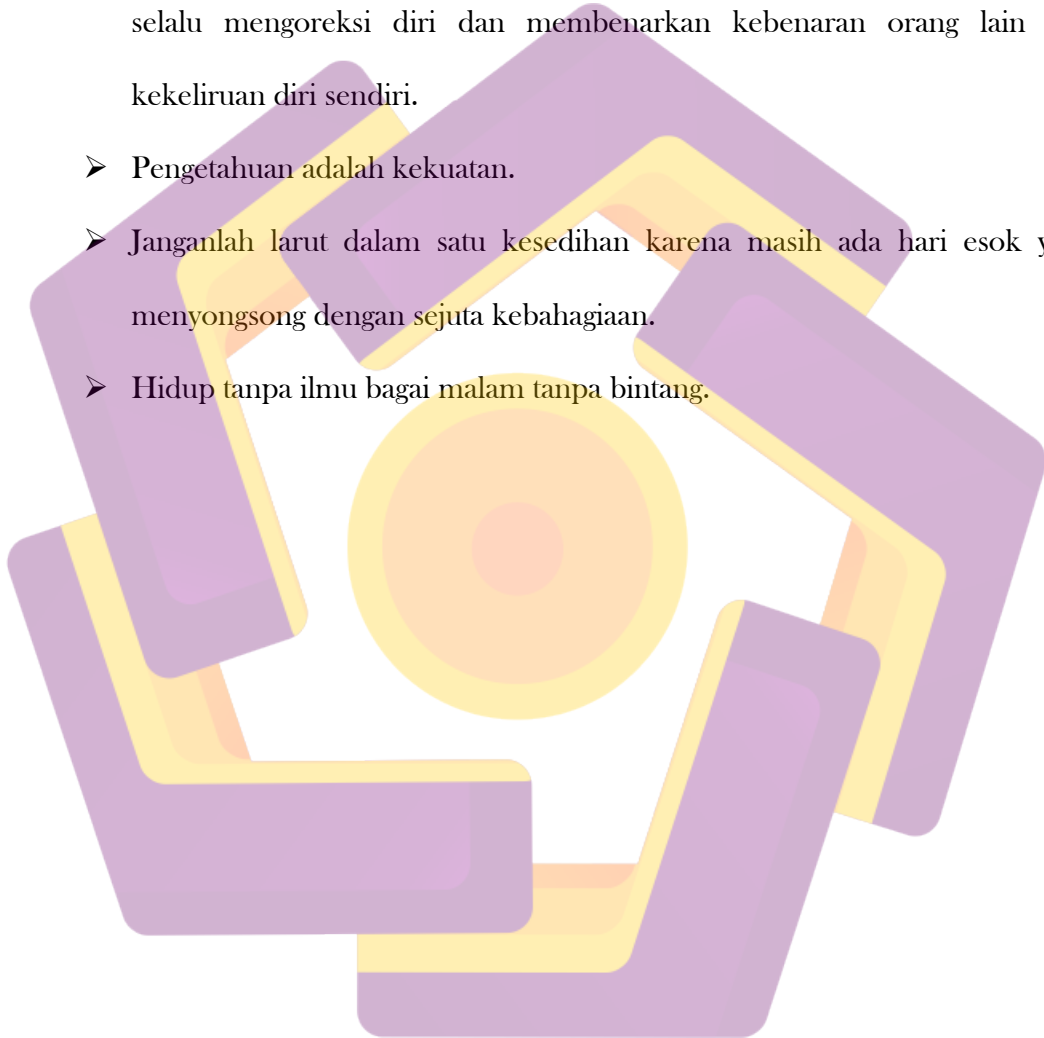 selalu mengoreksi diri dan membenarkan kebenaran orang lain
kekeliruan diri sendiri.
➢ Pengetahuan adalah kekuatan.
➢ Janganlah larut dalam satu kesedihan karena masih ada hari esok
menyongsong dengan sejuta kebahagiaan.
➢ Hidup tanpa ilmu bagai malam tanpa bintang.